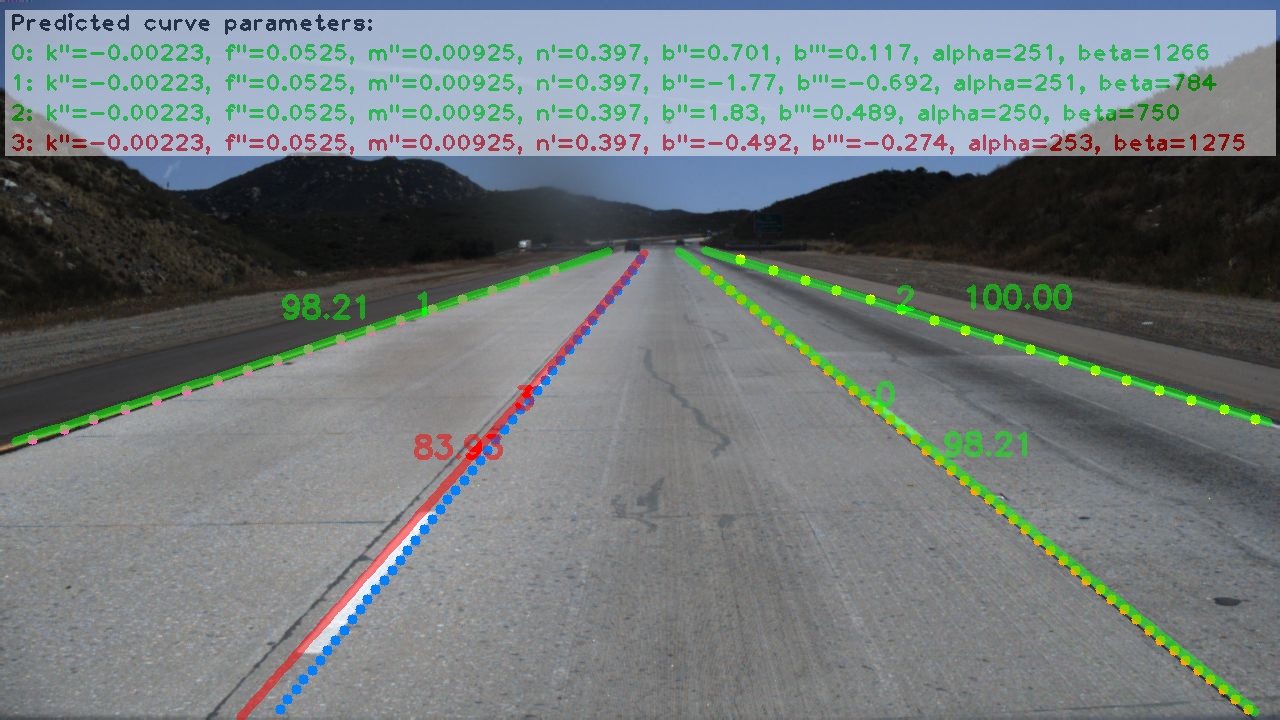 Predicted curve parameters:
0: k''=-0.00223, f''=0.0525, m''=0.00925, n'=0.397, b''=0.701, b'''=0.117, alpha=251, beta=1266
1: k''=-0.00223, f''=0.0525, m''=0.00925, n'=0.397, b''=-1.77, b'''=-0.692, alpha=251, beta=784
2: k''=-0.00223, f''=0.0525, m''=0.00925, n'=0.397, b''=1.83, b'''=0.489, alpha=250, beta=750
3: k''=-0.00223, f''=0.0525, m''=0.00925, n'=0.397, b''=-0.492, b'''=-0.274, alpha=253, beta=1275
98.21 1 2 100.00
3 0
83.93 98.21